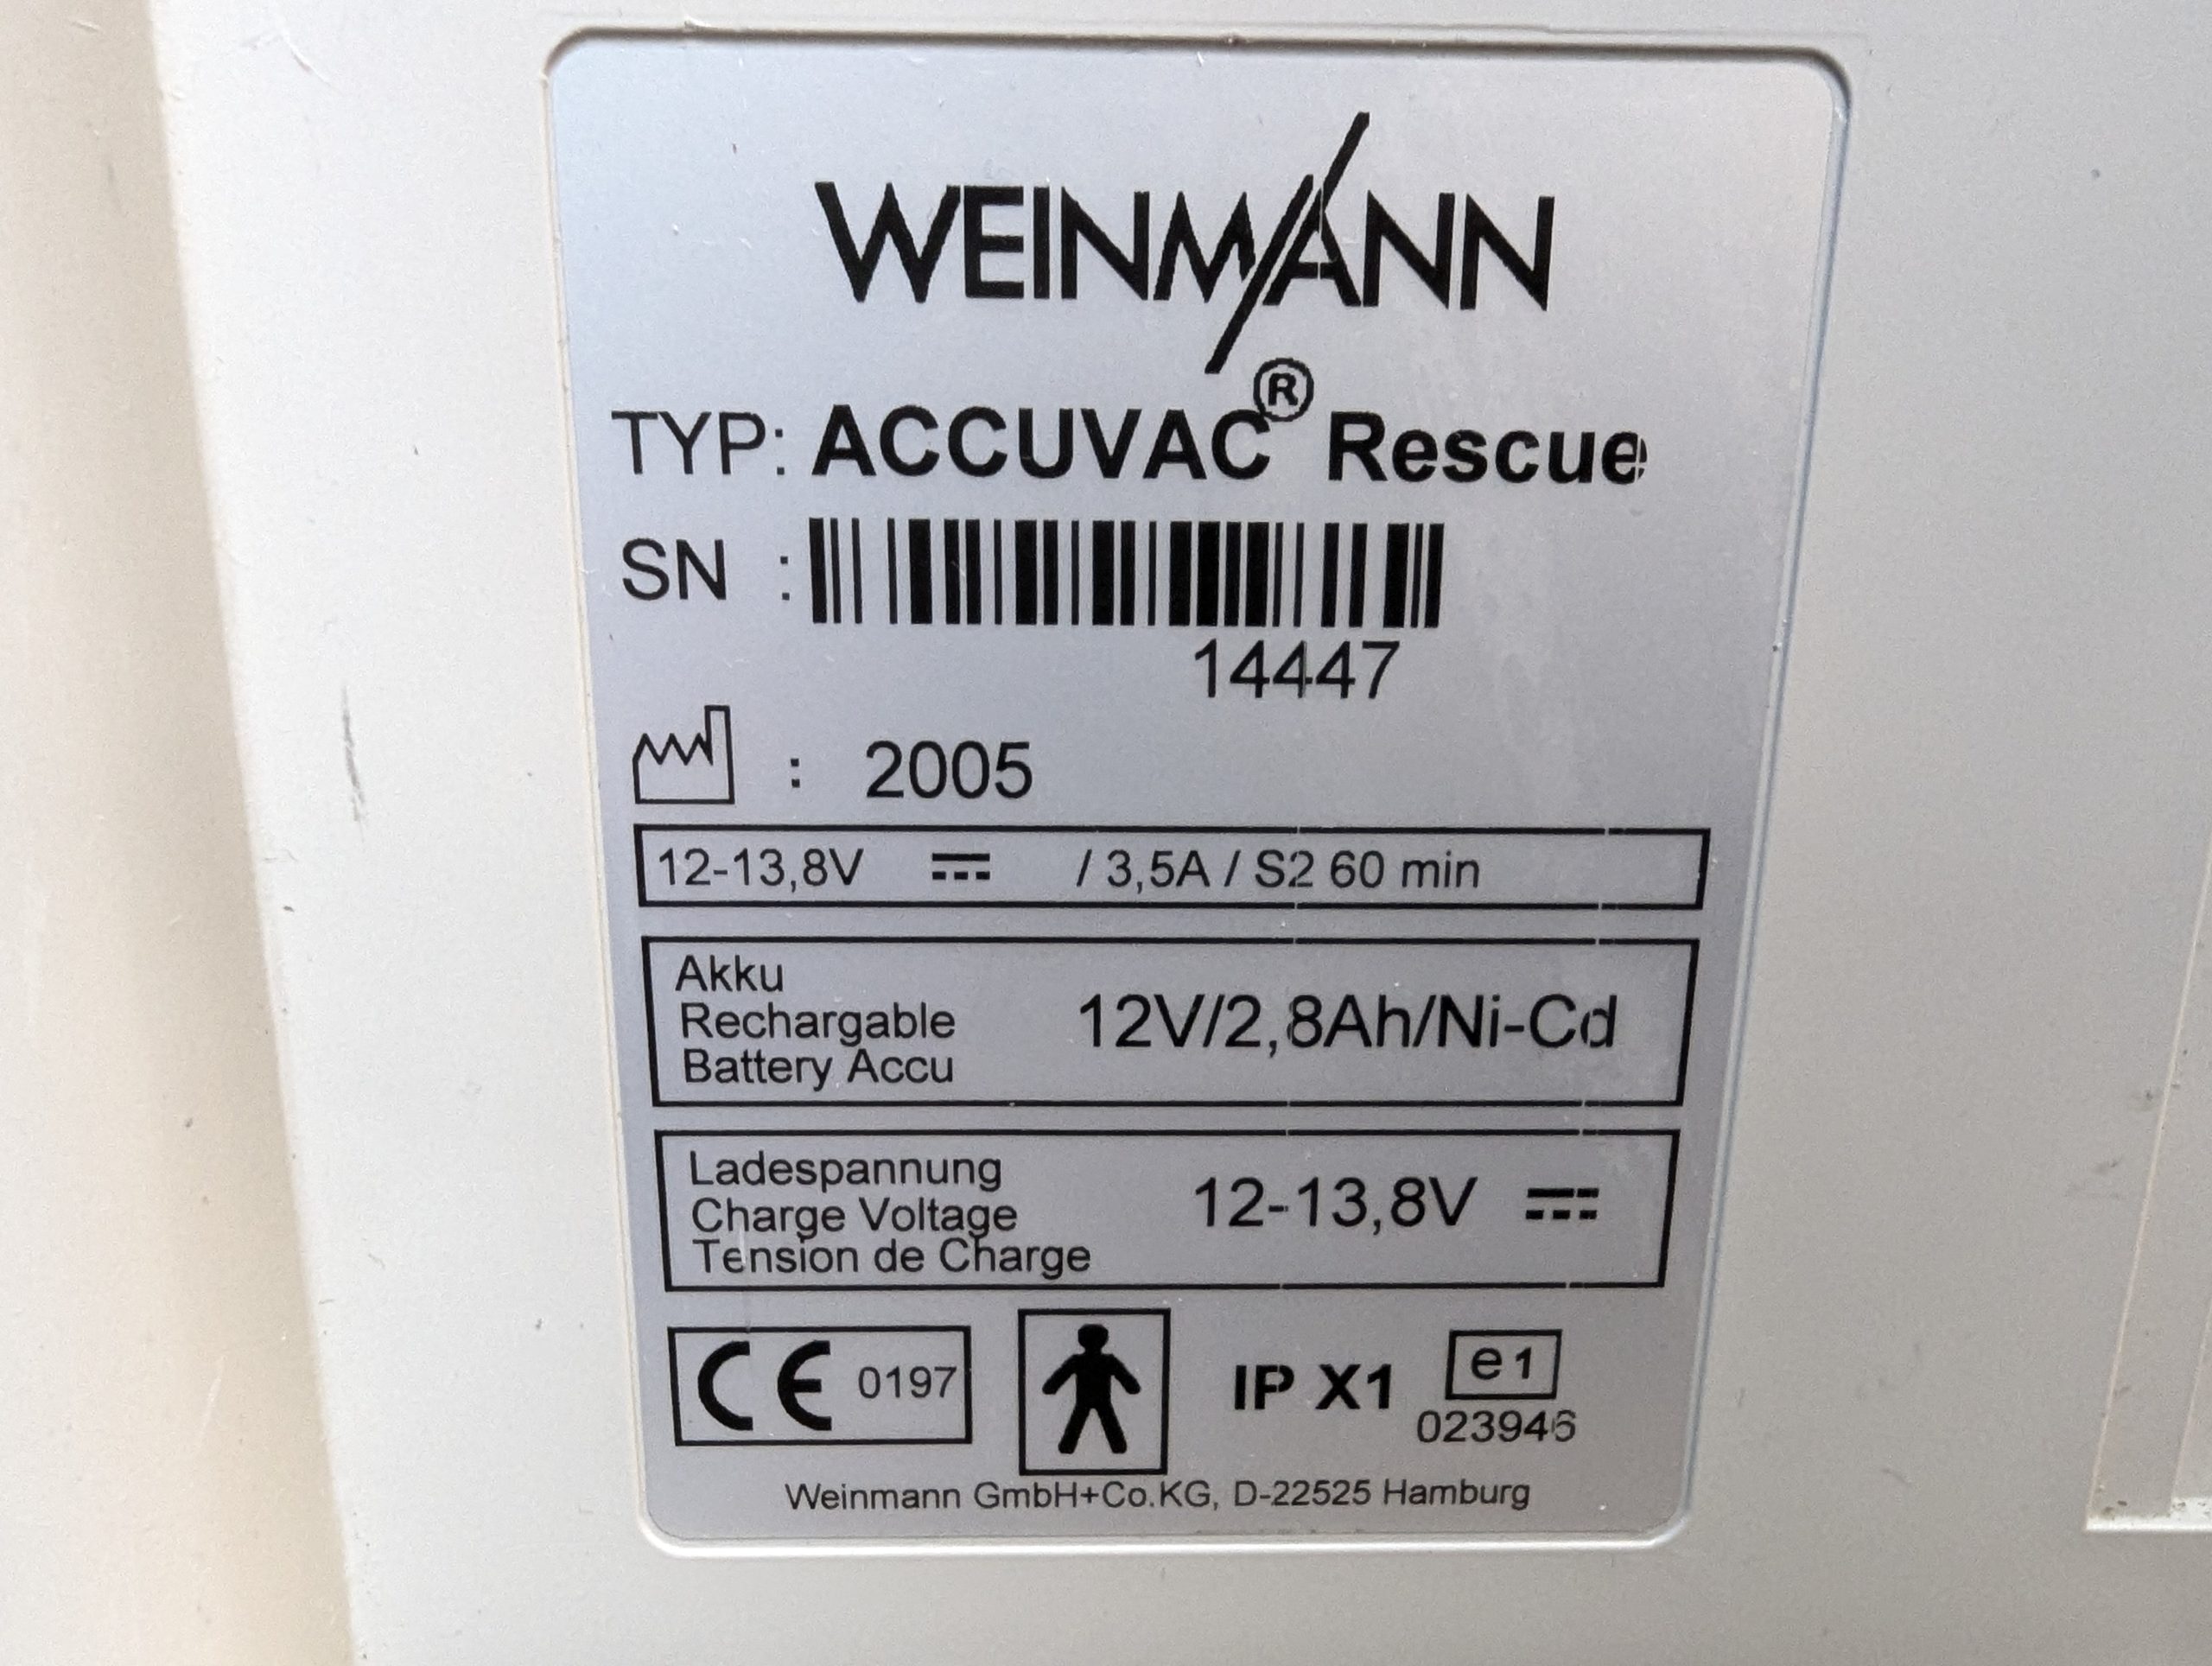 WEINMANN
TYP: ACCUVAC® Rescue
SN :
14447
: 2005
12-13,8V / 3,5A / S2 60 min
Akku
Rechargable
Battery Accu
12V/2,8Ah/Ni-Cd
Ladespannung
Charge Voltage
Tension de Charge
12-13,8V
CE 0197
IP X1
e1
023946
Weinmann GmbH+Co.KG, D-22525 Hamburg